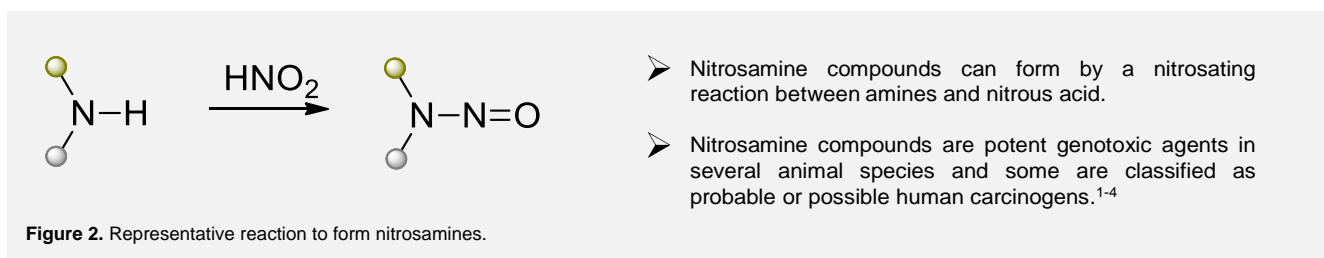 HNO₂
N–H
N–N=O
➢ Nitrosamine compounds can form by a nitrosating
reaction between amines and nitrous acid.
➢ Nitrosamine compounds are potent genotoxic agents in
several animal species and some are classified as
probable or possible human carcinogens.¹⁻⁴
Figure 2. Representative reaction to form nitrosamines.